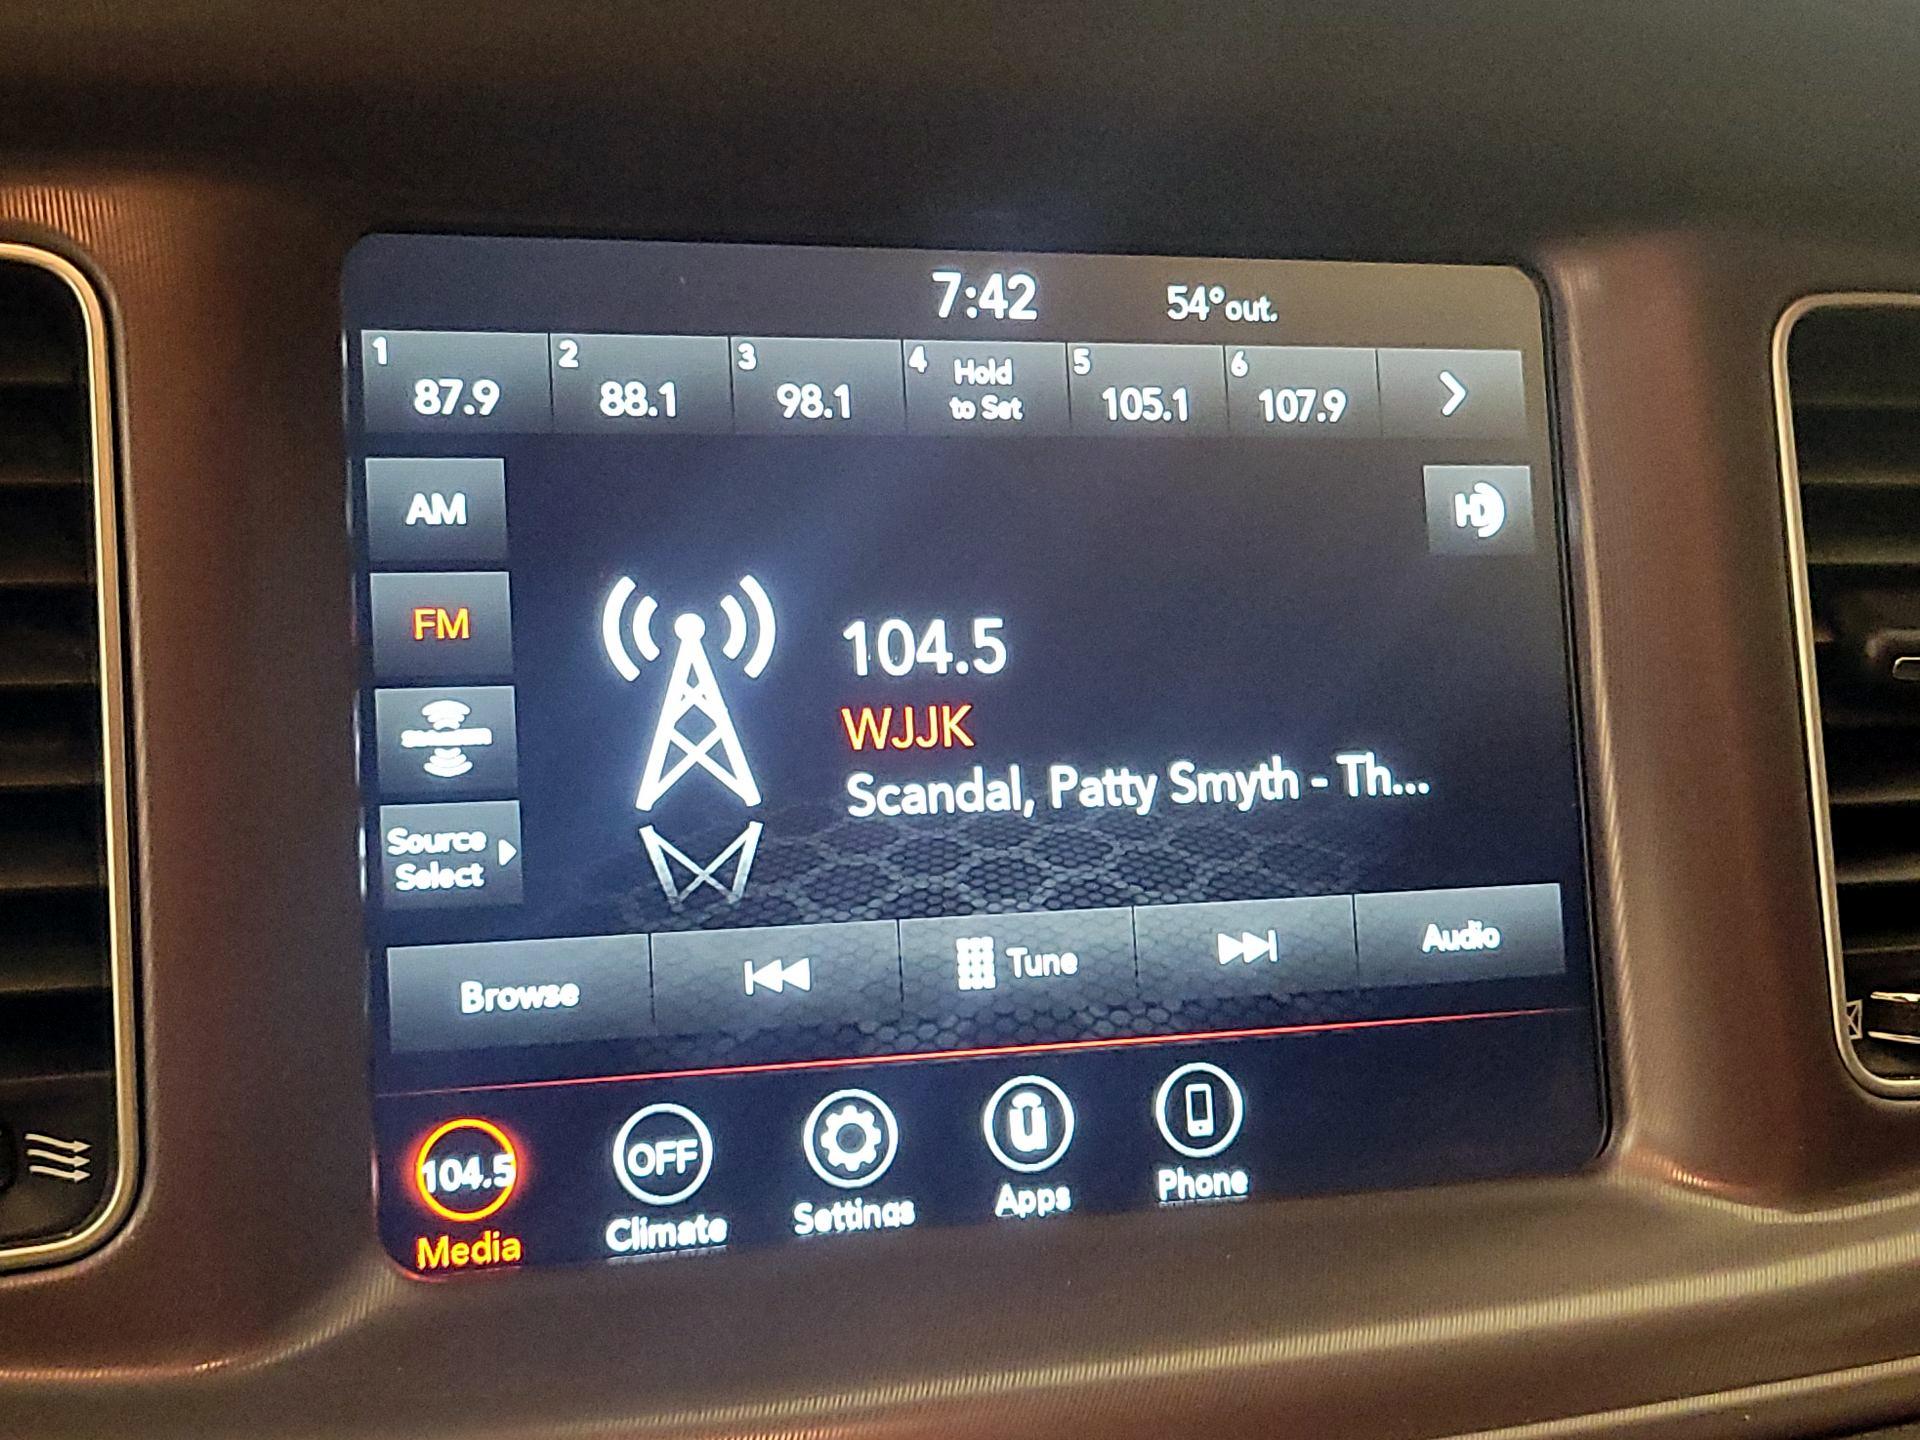 7:42 54°out.
1 87.9 2 88.1 3 98.1 4 Hold to Set 5 105.1 6 107.9
AM
HD
FM
104.5
WJJK
Scandal, Patty Smyth - Th...
Source
Select
Browse Tune Audio
104.5 OFF
Media Climate Settings Apps Phone